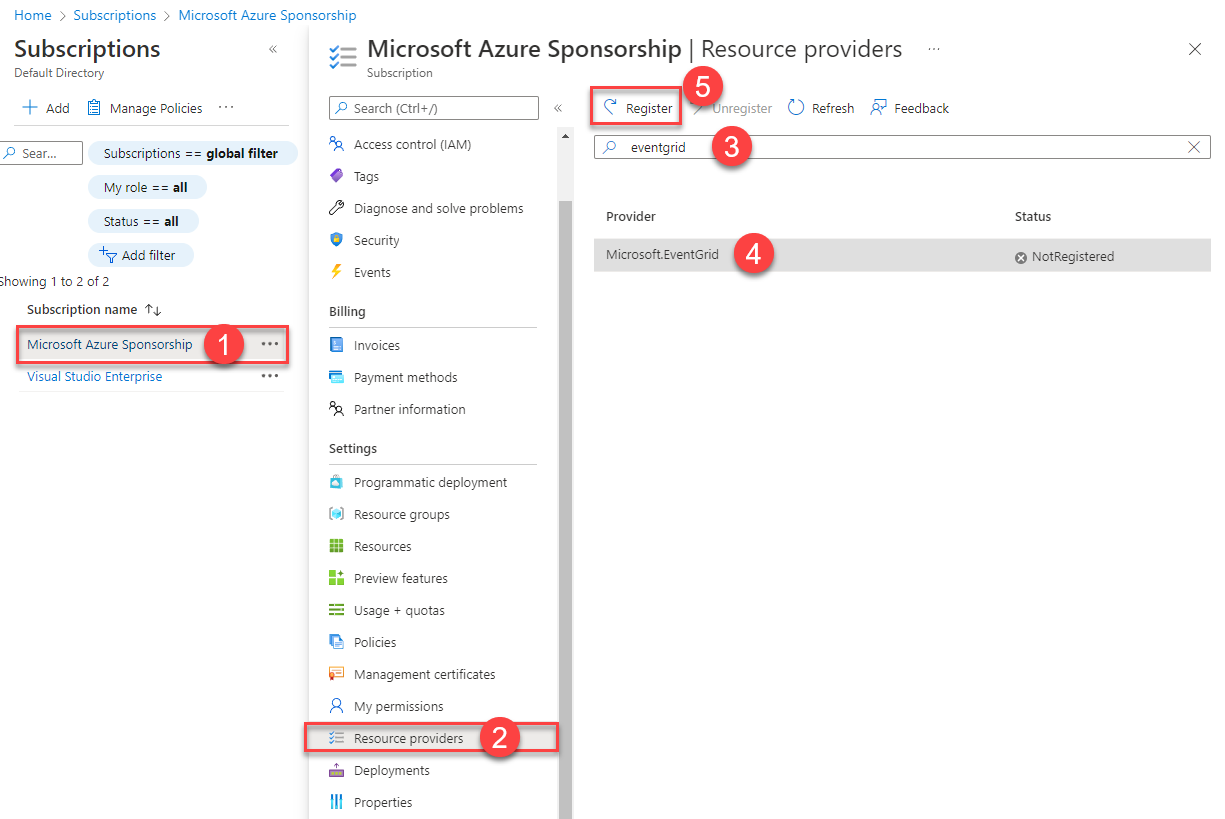 Home > Subscriptions > Microsoft Azure Sponsorship
Subscriptions
«
Default Directory
Add
Manage Policies
...
Sear...
Subscriptions == global filter
My role == all
Status == all
Add filter
Showing 1 to 2 of 2
Subscription name ↑↓
Microsoft Azure Sponsorship
1
...
Visual Studio Enterprise
...
Microsoft Azure Sponsorship | Resource providers
...
Subscription
Search (Ctrl+/)
«
Access control (IAM)
Tags
Diagnose and solve problems
Security
Events
Billing
Invoices
Payment methods
Partner information
Settings
Programmatic deployment
Resource groups
Resources
Preview features
Usage + quotas
Policies
Management certificates
My permissions
Resource providers
2
Deployments
Properties
Register
5
Unregister
Refresh
Feedback
eventgrid
3
Provider
Status
Microsoft.EventGrid
4
NotRegistered